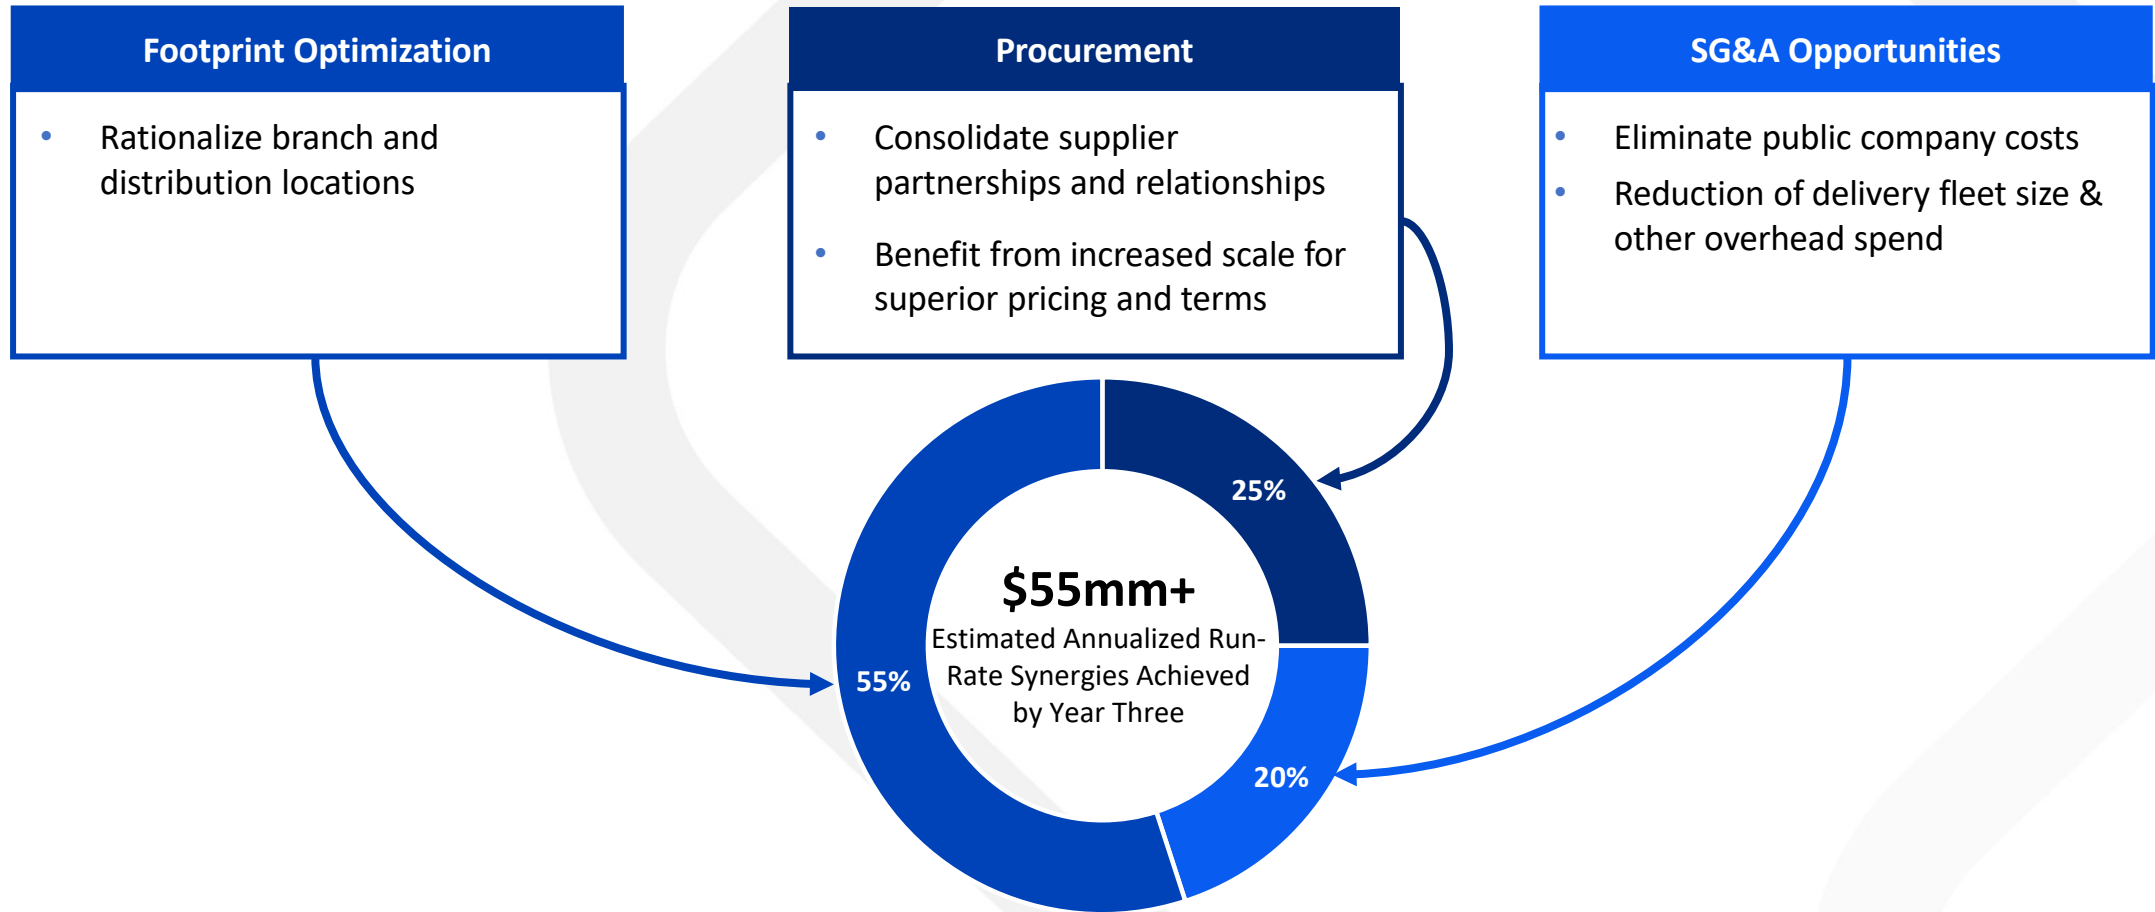 Footprint Optimization
• Rationalize branch and
distribution locations
Procurement
• Consolidate supplier
partnerships and relationships
• Benefit from increased scale for
superior pricing and terms
SG&A Opportunities
• Eliminate public company costs
• Reduction of delivery fleet size &
other overhead spend
25%
$55mm+
Estimated Annualized Run-
Rate Synergies Achieved
by Year Three
55%
20%